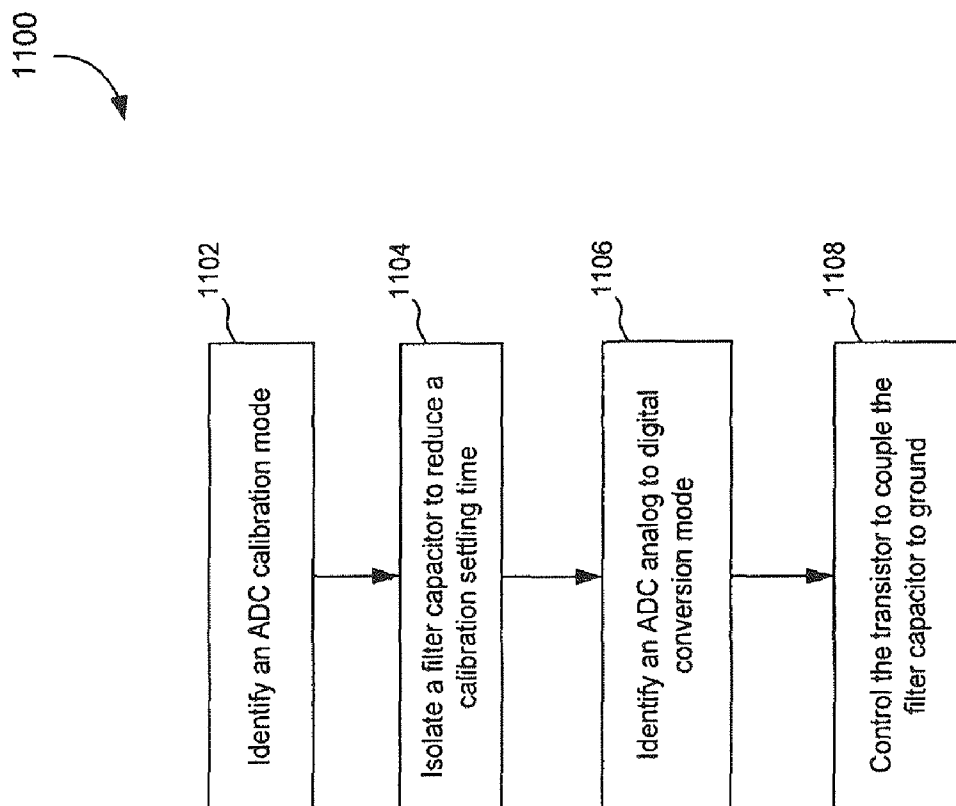 1100
1102
Identify an ADC calibration mode
1104
Isolate a filter capacitor to reduce a
calibration settling time
1106
Identify an ADC analog to digital
conversion mode
1108
Control the transistor to couple the
filter capacitor to ground